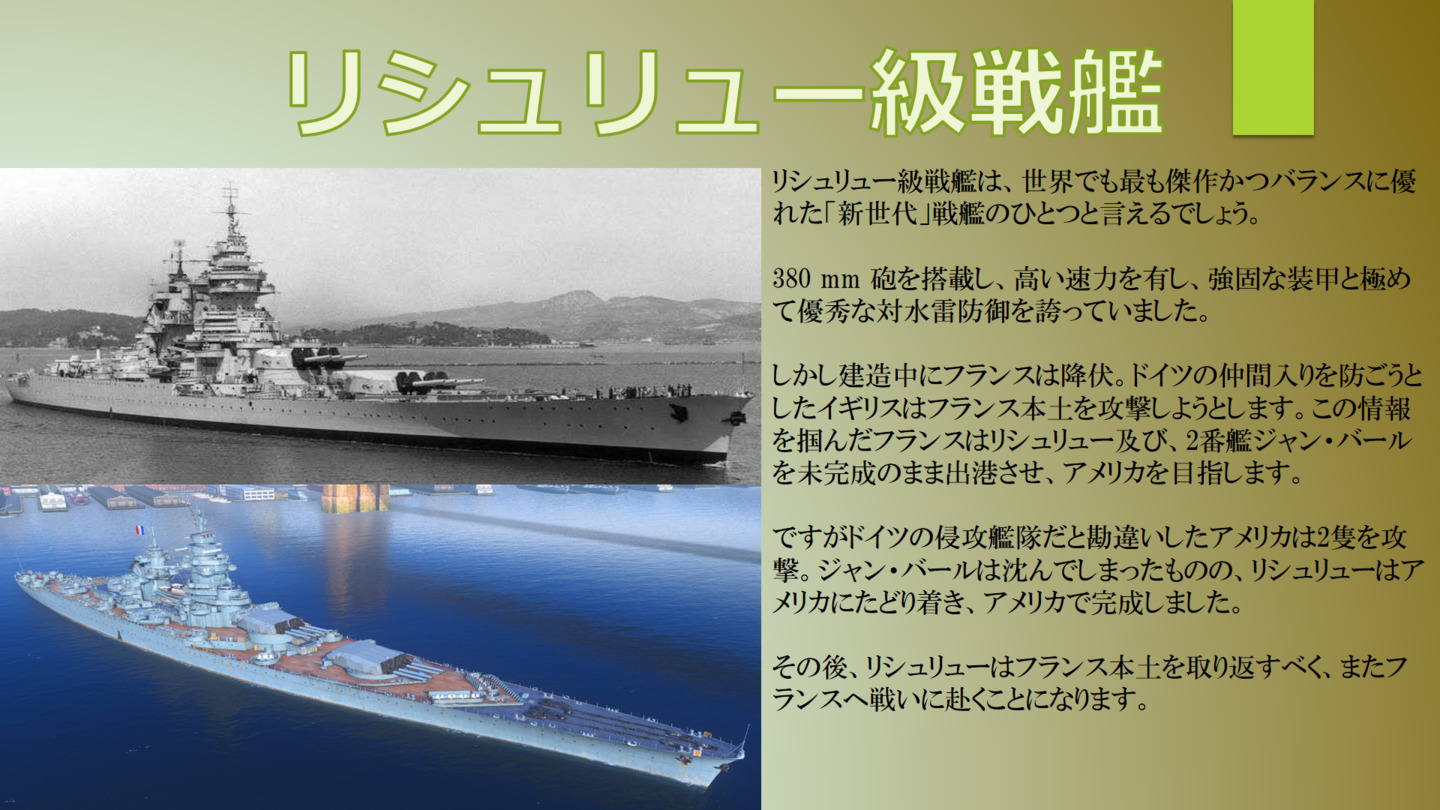 リシュリュー級戦艦
リシュリュー級戦艦は、世界でも最も傑作かつバランスに優
れた「新世代」戦艦のひとつと言えるでしょう。
380 mm 砲を搭載し、高い速力を有し、強固な装甲と極め
て優秀な対水雷防御を誇っていました。
しかし建造中にフランスは降伏。ドイツの仲間入りを防ごうと
したイギリスはフランス本土を攻撃しようとします。この情報
を掴んだフランスはリシュリュー及び、2番艦ジャン・バール
を未完成のまま出港させ、アメリカを目指します。
ですがドイツの侵攻艦隊だと勘違いしたアメリカは2隻を攻
撃。ジャン・バールは沈んでしまったものの、リシュリューはア
メリカにたどり着き、アメリカで完成しました。
その後、リシュリューはフランス本土を取り返すべく、またフ
ランスへ戦いに赴くことになります。